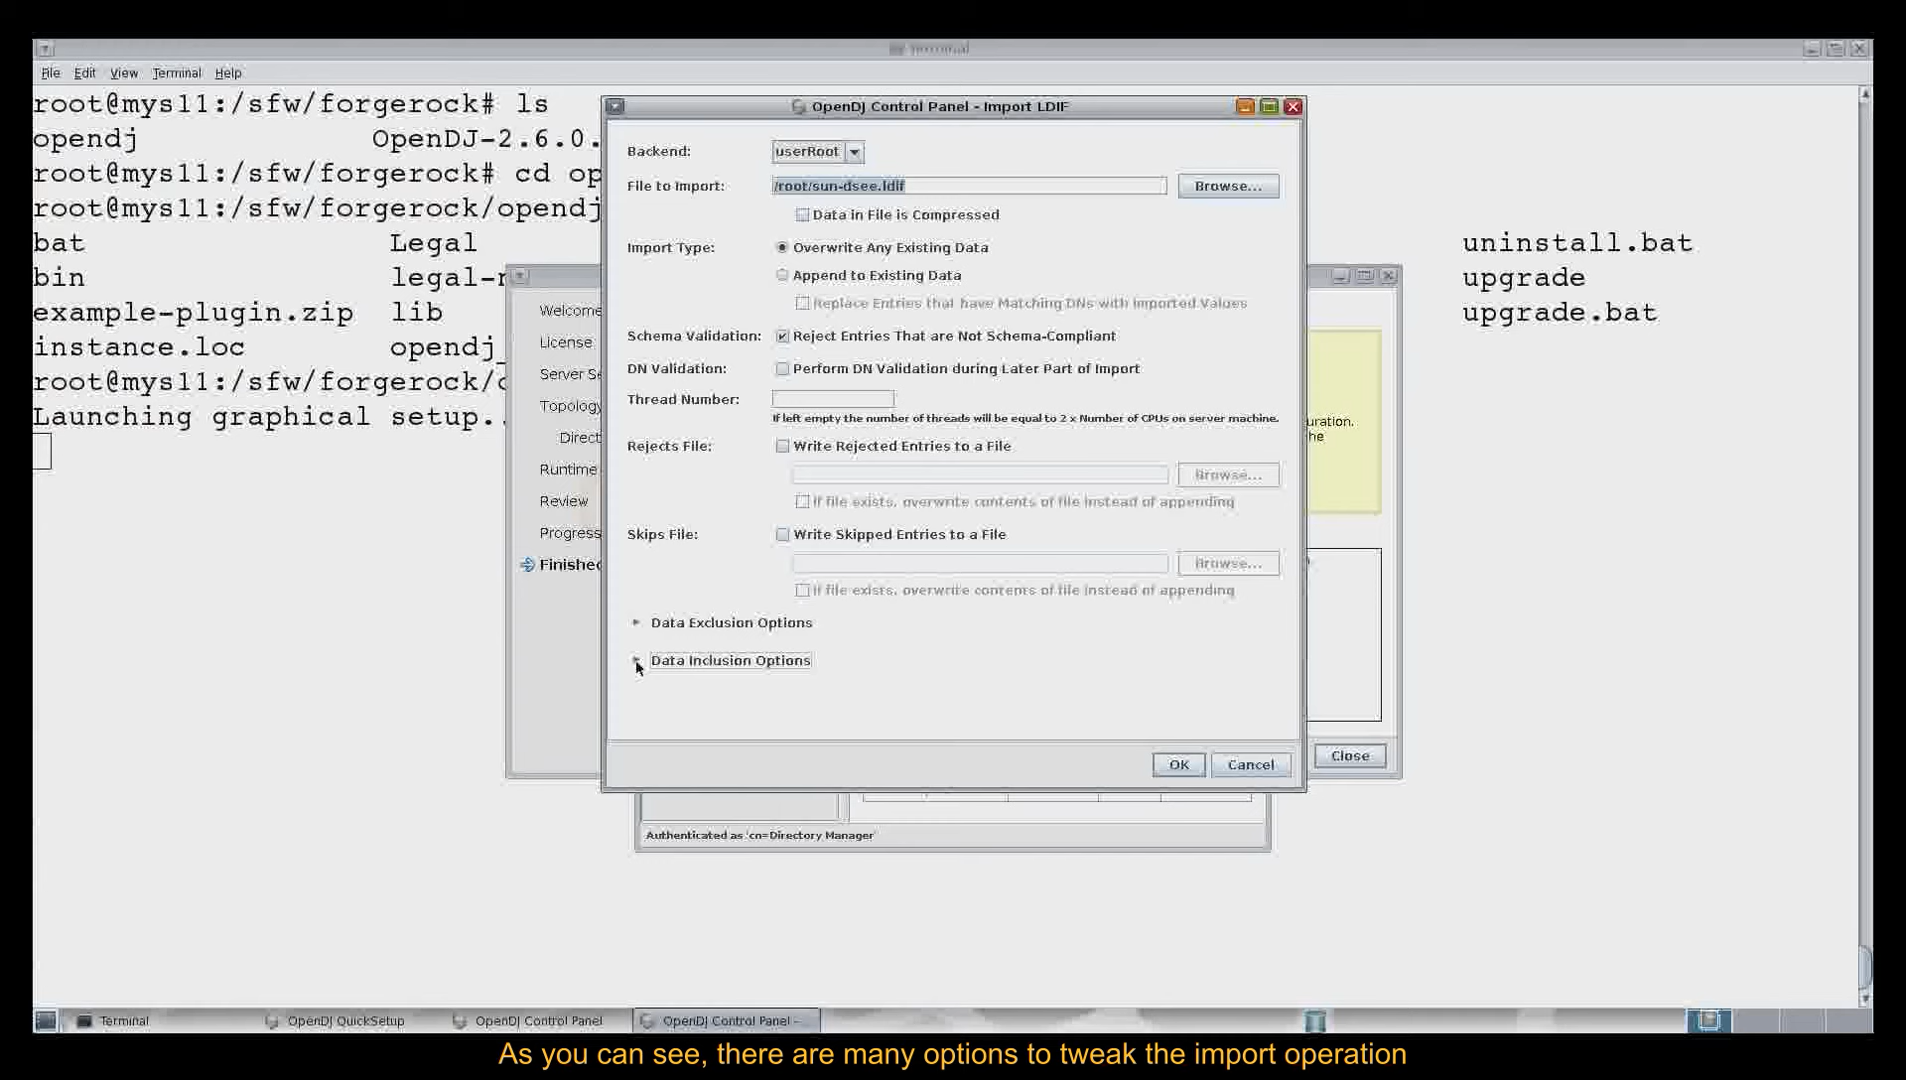 Terminal
File Edit View Terminal Help
root@mys11:/sfw/forgerock# ls
opendj OpenDJ-2.6.0.
root@mys11:/sfw/forgerock# cd op
root@mys11:/sfw/forgerock/opendj
bat Legal uninstall.bat
bin legal-n upgrade
example-plugin.zip lib upgrade.bat
instance.loc opendj_
root@mys11:/sfw/forgerock/o
Launching graphical setup..
OpenDJ Control Panel - Import LDIF
Backend: userRoot
File to Import: /root/sun-dsee.ldif Browse...
Data in File is Compressed
Import Type: Overwrite Any Existing Data
Append to Existing Data
Replace Entries that have Matching DNs with Imported Values
Schema Validation: Reject Entries That are Not Schema-Compliant
DN Validation: Perform DN Validation during Later Part of Import
Thread Number:
If left empty the number of threads will be equal to 2 x Number of CPUs on server machine.
Rejects File: Write Rejected Entries to a File
Browse...
If file exists, overwrite contents of file instead of appending
Skips File: Write Skipped Entries to a File
Browse...
If file exists, overwrite contents of file instead of appending
Data Exclusion Options
Data Inclusion Options
OK Cancel
Welcome
License
Server Se
Topology
Direct
Runtime
Review
Progress
Finished
uration.
he
Close
Authenticated as 'cn=Directory Manager'
Terminal OpenDJ QuickSetup OpenDJ Control Panel OpenDJ Control Panel -
As you can see, there are many options to tweak the import operation